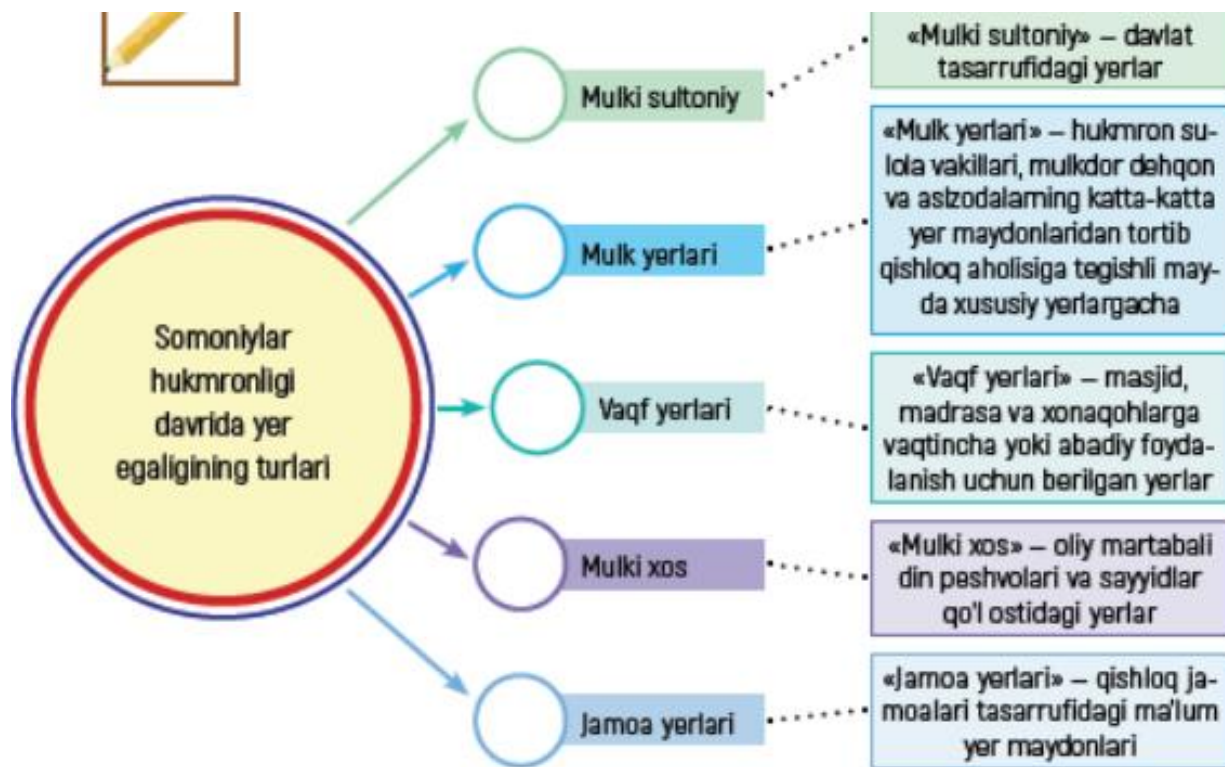 Somoniylar
hukmronligi
davrida yer
egaligining turlari
Mulki sultoniy
«Mulki sultoniy» – davlat
tasarrufidagi yerlar
Mulk yerlari
«Mulk yerlari» – hukmron su-
lola vakillari, mulkdor dehqon
va aslzodalarning katta-katta
yer maydonlaridan tortib
qishloq aholisiga tegishli may-
da xususiy yerlargacha
Vaqf yerlari
«Vaqf yerlari» – masjid,
madrasa va xonaqohlarga
vaqtincha yoki abadiy foyda-
lanish uchun berilgan yerlar
Mulki xos
«Mulki xos» – oliy martabali
din peshvolari va sayyidlar
qo'l ostidagi yerlar
Jamoa yerlari
«Jamoa yerlari» – qishloq ja-
moalari tasarrufidagi ma'lum
yer maydonlari